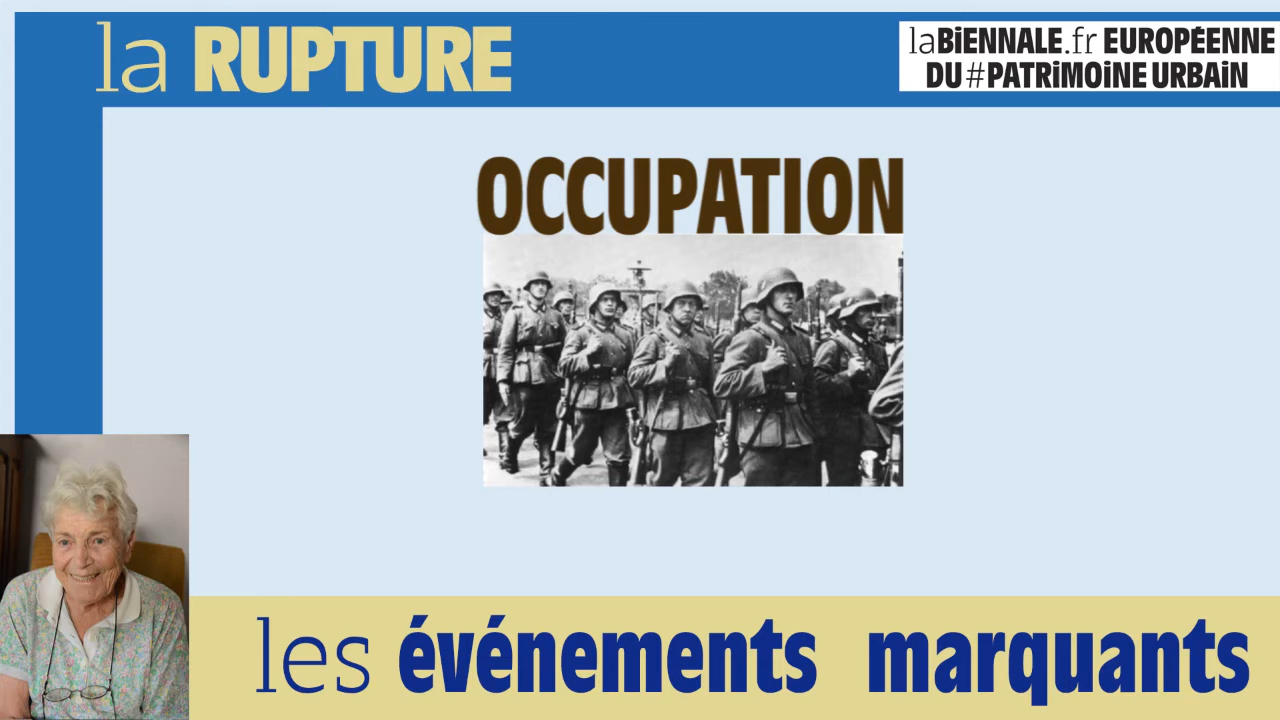 la RUPTURE
laBiENNALE.fr EUROPÉENNE
DU#PATRiMOiNE URBAiN
OCCUPATION
les événements marquants